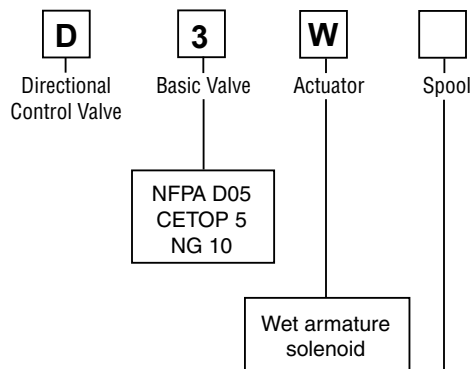 D 3 W
Directional Basic Valve Actuator Spool
Control Valve
NFPA D05
CETOP 5
NG 10
Wet armature
solenoid